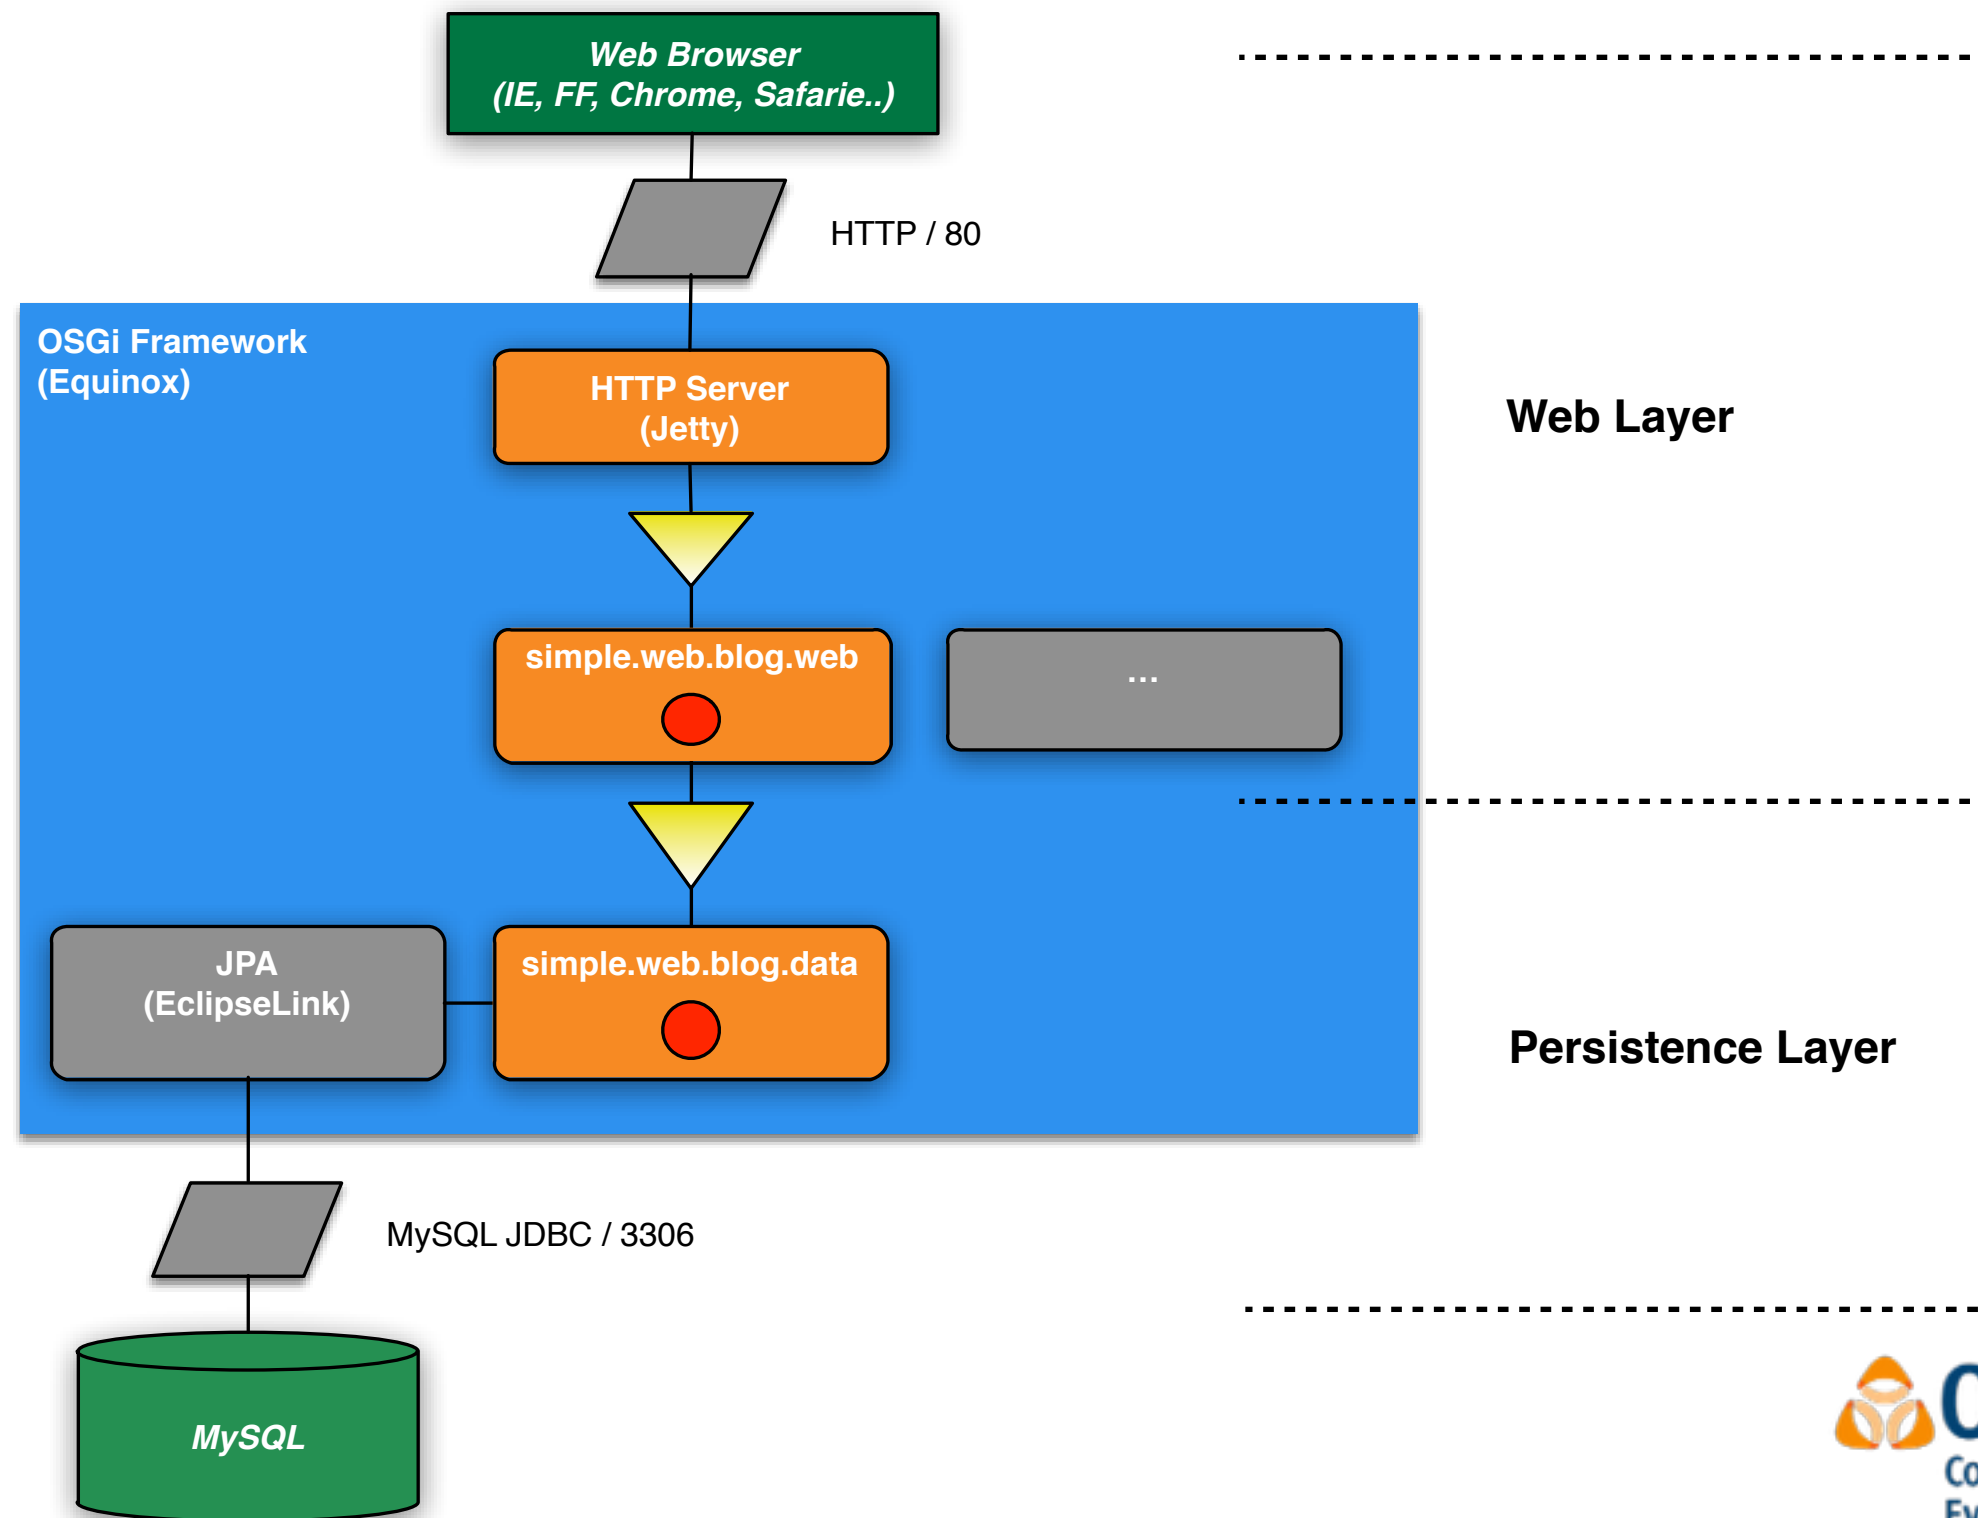 Web Browser
(IE, FF, Chrome, Safarie..)
HTTP / 80
OSGi Framework
(Equinox)
HTTP Server
(Jetty)
Web Layer
simple.web.blog.web
...
JPA
(EclipseLink)
simple.web.blog.data
Persistence Layer
MySQL JDBC / 3306
MySQL